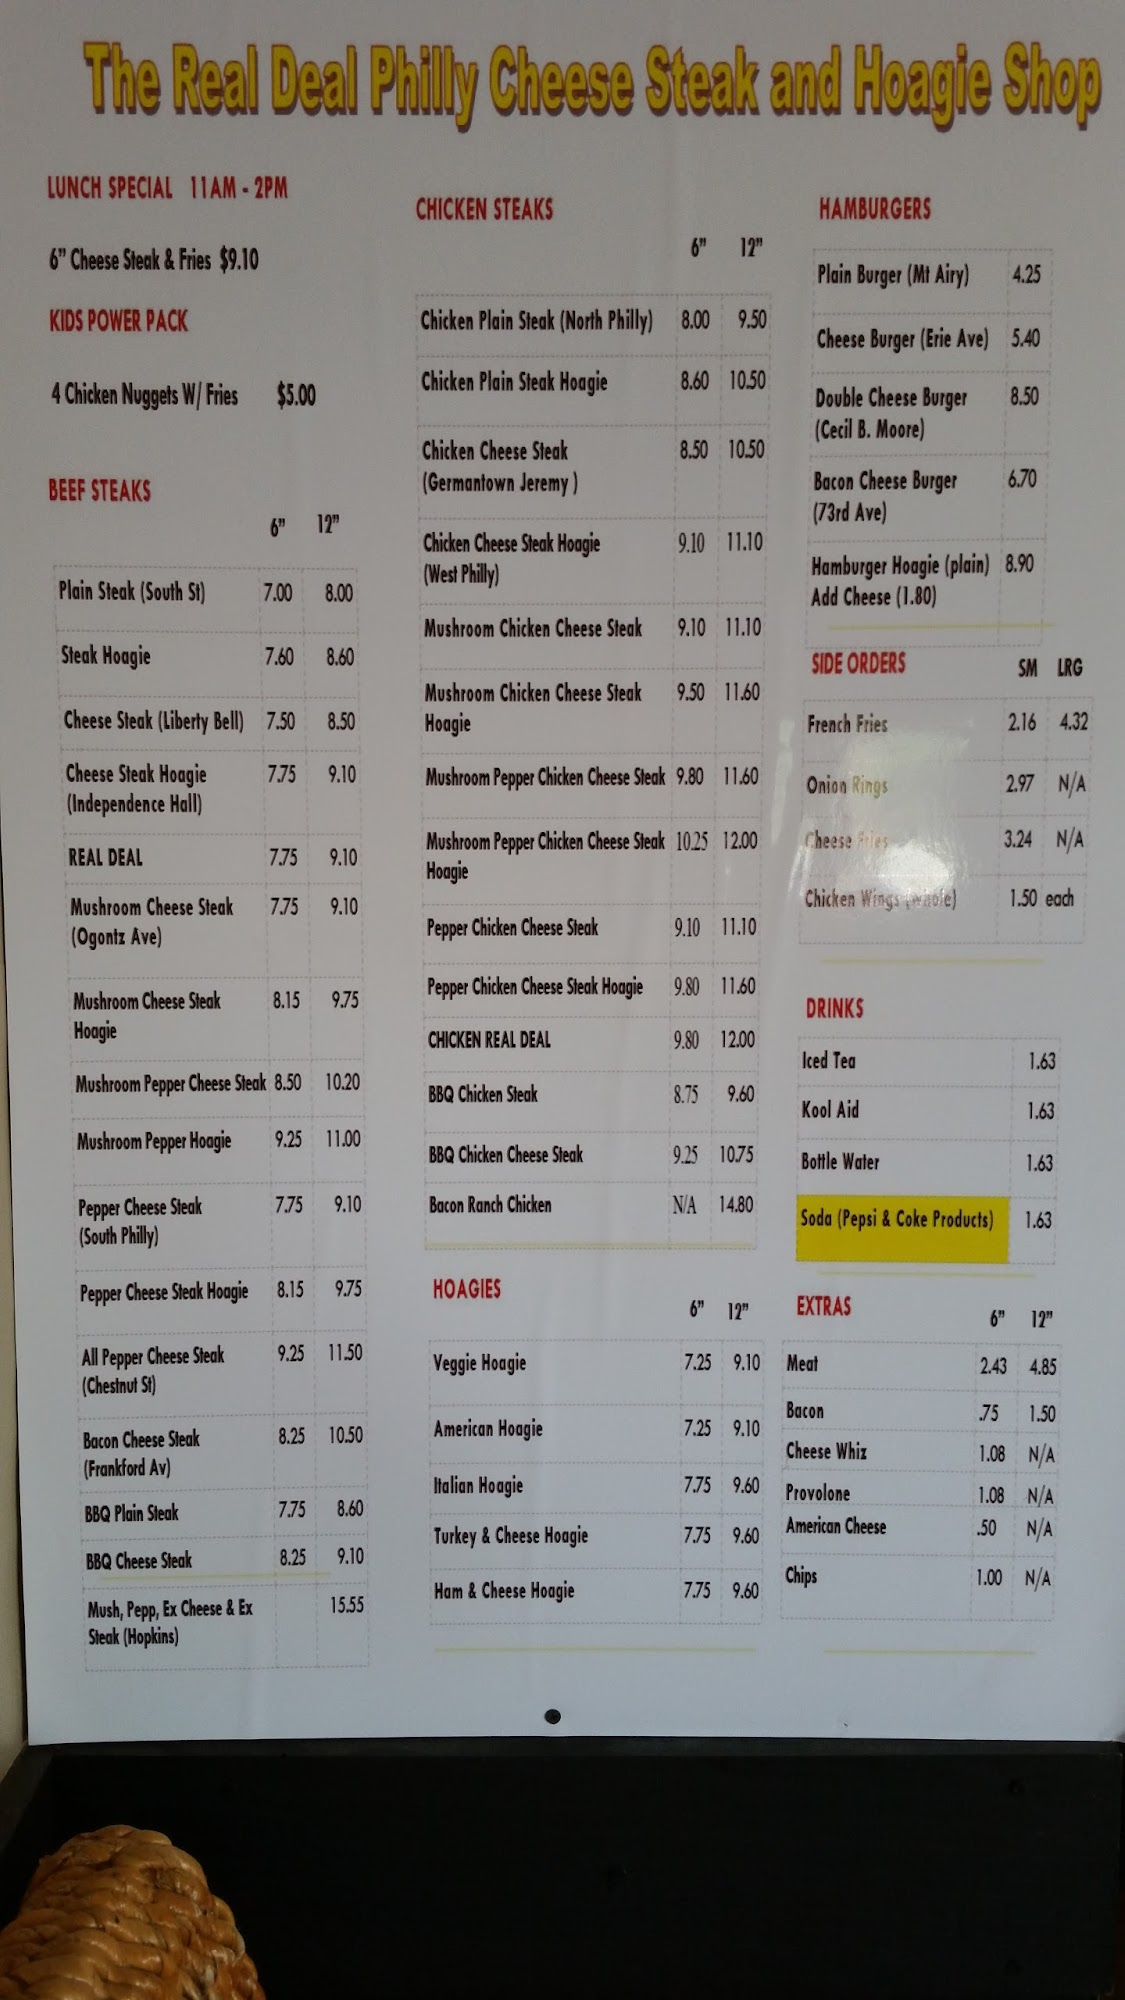 The Real Deal Philly Cheese Steak and Hoagie Shop
LUNCH SPECIAL 11AM - 2PM
6" Cheese Steak & Fries $9.10
KIDS POWER PACK
4 Chicken Nuggets W/ Fries $5.00
BEEF STEAKS
6" 12"
Plain Steak (South St) 7.00 8.00
Steak Hoagie 7.60 8.60
Cheese Steak (Liberty Bell) 7.50 8.50
Cheese Steak Hoagie 7.75 9.10
(Independence Hall)
REAL DEAL 7.75 9.10
Mushroom Cheese Steak 7.75 9.10
(Ogontz Ave)
Mushroom Cheese Steak 8.15 9.75
Hoagie
Mushroom Pepper Cheese Steak 8.50 10.20
Mushroom Pepper Hoagie 9.25 11.00
Pepper Cheese Steak 7.75 9.10
(South Philly)
Pepper Cheese Steak Hoagie 8.15 9.75
All Pepper Cheese Steak 9.25 11.50
(Chestnut St)
Bacon Cheese Steak 8.25 10.50
(Frankford Av)
BBQ Plain Steak 7.75 8.60
BBQ Cheese Steak 8.25 9.10
Mush, Pepp, Ex Cheese & Ex 15.55
Steak (Hopkins)
CHICKEN STEAKS
6" 12"
Chicken Plain Steak (North Philly) 8.00 9.50
Chicken Plain Steak Hoagie 8.60 10.50
Chicken Cheese Steak 8.50 10.50
(Germantown Jeremy )
Chicken Cheese Steak Hoagie 9.10 11.10
(West Philly)
Mushroom Chicken Cheese Steak 9.10 11.10
Mushroom Chicken Cheese Steak 9.50 11.60
Hoagie
Mushroom Pepper Chicken Cheese Steak 9.80 11.60
Mushroom Pepper Chicken Cheese Steak 10.25 12.00
Hoagie
Pepper Chicken Cheese Steak 9.10 11.10
Pepper Chicken Cheese Steak Hoagie 9.80 11.60
CHICKEN REAL DEAL 9.80 12.00
BBQ Chicken Steak 8.75 9.60
BBQ Chicken Cheese Steak 9.25 10.75
Bacon Ranch Chicken N/A 14.80
HOAGIES
6" 12"
Veggie Hoagie 7.25 9.10
American Hoagie 7.25 9.10
Italian Hoagie 7.75 9.60
Turkey & Cheese Hoagie 7.75 9.60
Ham & Cheese Hoagie 7.75 9.60
HAMBURGERS
Plain Burger (Mt Airy) 4.25
Cheese Burger (Erie Ave) 5.40
Double Cheese Burger 8.50
(Cecil B. Moore)
Bacon Cheese Burger 6.70
(73rd Ave)
Hamburger Hoagie (plain) 8.90
Add Cheese (1.80)
SIDE ORDERS SM LRG
French Fries 2.16 4.32
Onion Rings 2.97 N/A
Cheese Fries 3.24 N/A
Chicken Wings (whole) 1.50 each
DRINKS
Iced Tea 1.63
Kool Aid 1.63
Bottle Water 1.63
Soda (Pepsi & Coke Products) 1.63
EXTRAS 6" 12"
Meat 2.43 4.85
Bacon .75 1.50
Cheese Whiz 1.08 N/A
Provolone 1.08 N/A
American Cheese .50 N/A
Chips 1.00 N/A